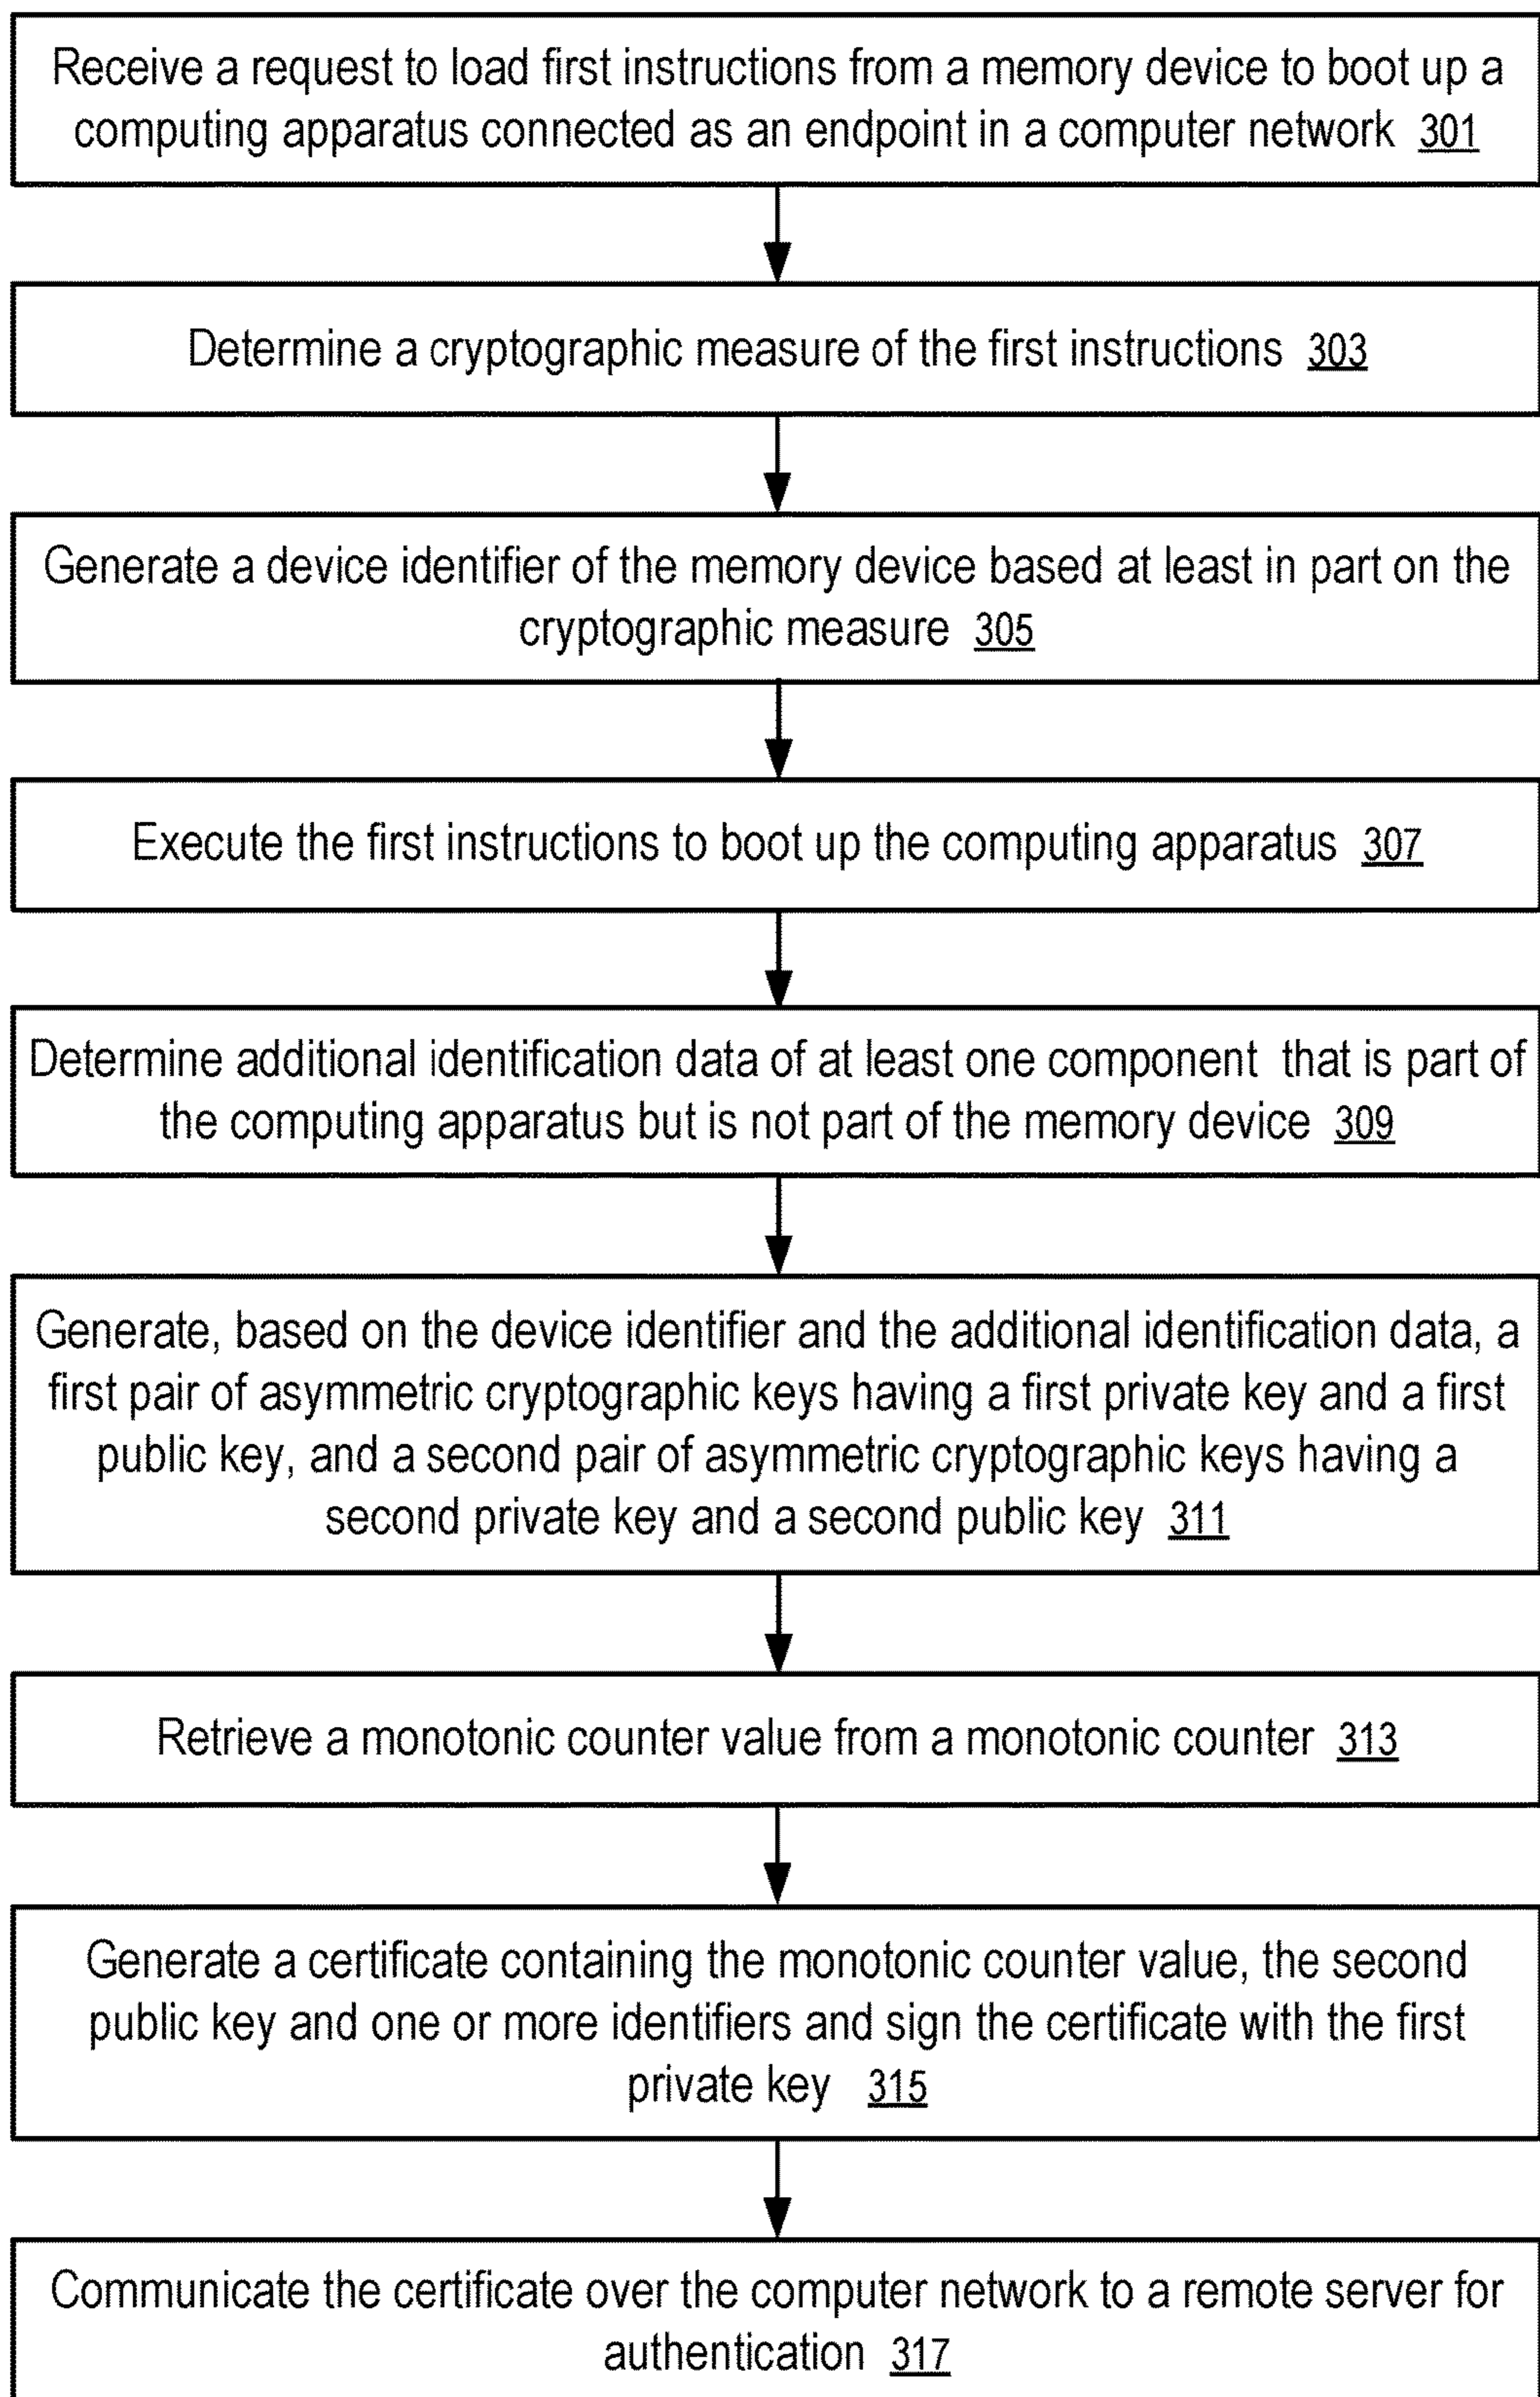 Receive a request to load first instructions from a memory device to boot up a
computing apparatus connected as an endpoint in a computer network 301
Determine a cryptographic measure of the first instructions 303
Generate a device identifier of the memory device based at least in part on the
cryptographic measure 305
Execute the first instructions to boot up the computing apparatus 307
Determine additional identification data of at least one component that is part of
the computing apparatus but is not part of the memory device 309
Generate, based on the device identifier and the additional identification data, a
first pair of asymmetric cryptographic keys having a first private key and a first
public key, and a second pair of asymmetric cryptographic keys having a
second private key and a second public key 311
Retrieve a monotonic counter value from a monotonic counter 313
Generate a certificate containing the monotonic counter value, the second
public key and one or more identifiers and sign the certificate with the first
private key 315
Communicate the certificate over the computer network to a remote server for
authentication 317